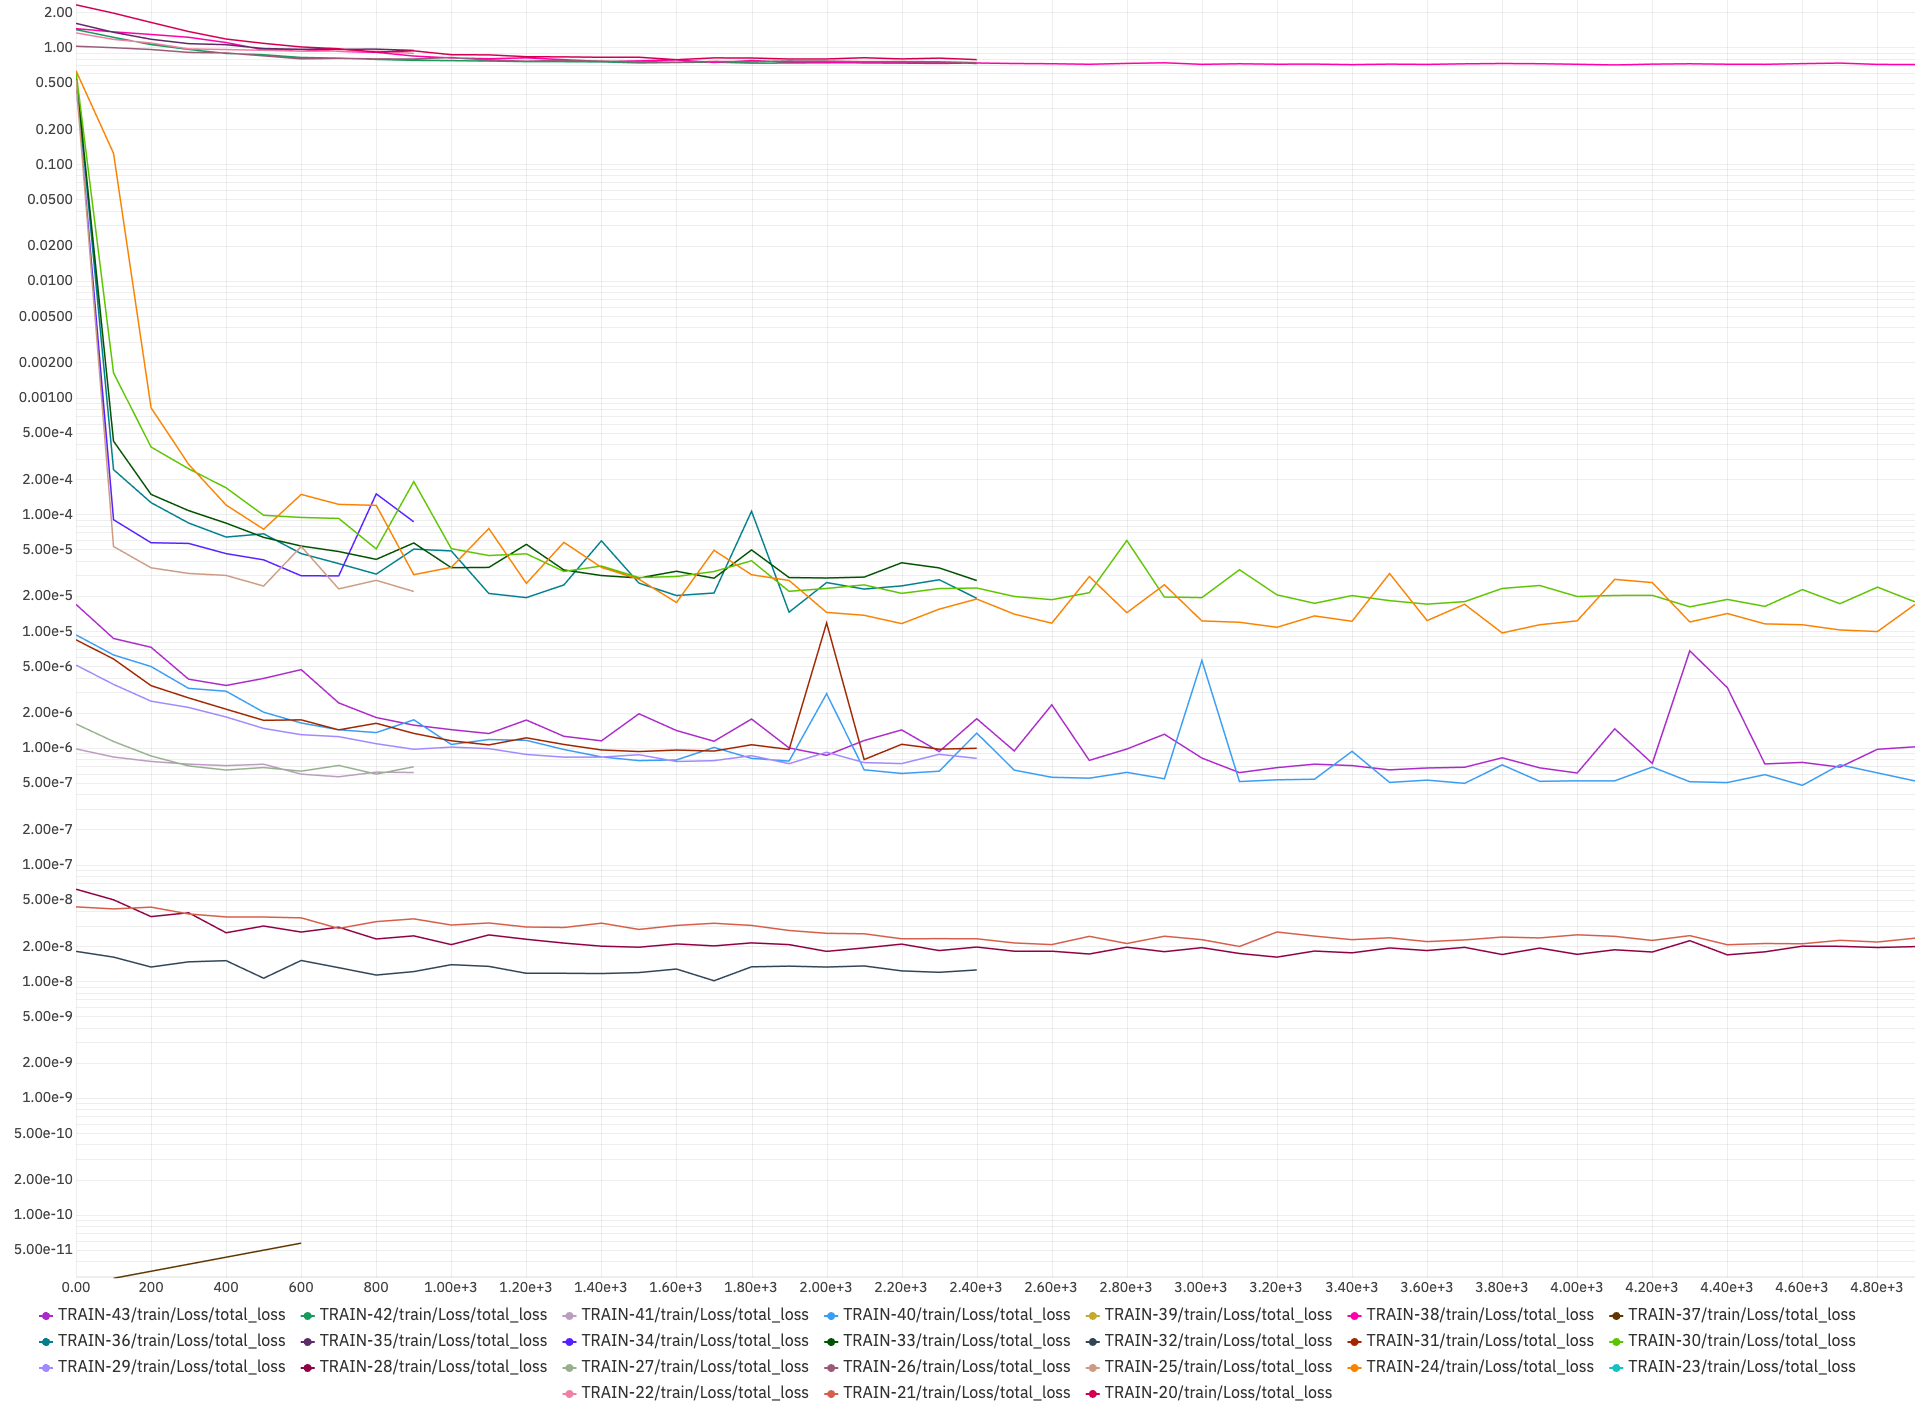 2.00
1.00
0.500
0.200
0.100
0.0500
0.0200
0.0100
0.00500
0.00200
0.00100
5.00e-4
2.00e-4
1.00e-4
5.00e-5
2.00e-5
1.00e-5
5.00e-6
2.00e-6
1.00e-6
5.00e-7
2.00e-7
1.00e-7
5.00e-8
2.00e-8
1.00e-8
5.00e-9
2.00e-9
1.00e-9
5.00e-10
2.00e-10
1.00e-10
5.00e-11
0.00 200 400 600 800 1.00e+3 1.20e+3 1.40e+3 1.60e+3 1.80e+3 2.00e+3 2.20e+3 2.40e+3 2.60e+3 2.80e+3 3.00e+3 3.20e+3 3.40e+3 3.60e+3 3.80e+3 4.00e+3 4.20e+3 4.40e+3 4.60e+3 4.80e+3
TRAIN-43/train/Loss/total_loss TRAIN-42/train/Loss/total_loss TRAIN-41/train/Loss/total_loss TRAIN-40/train/Loss/total_loss TRAIN-39/train/Loss/total_loss TRAIN-38/train/Loss/total_loss TRAIN-37/train/Loss/total_loss
TRAIN-36/train/Loss/total_loss TRAIN-35/train/Loss/total_loss TRAIN-34/train/Loss/total_loss TRAIN-33/train/Loss/total_loss TRAIN-32/train/Loss/total_loss TRAIN-31/train/Loss/total_loss TRAIN-30/train/Loss/total_loss
TRAIN-29/train/Loss/total_loss TRAIN-28/train/Loss/total_loss TRAIN-27/train/Loss/total_loss TRAIN-26/train/Loss/total_loss TRAIN-25/train/Loss/total_loss TRAIN-24/train/Loss/total_loss TRAIN-23/train/Loss/total_loss
TRAIN-22/train/Loss/total_loss TRAIN-21/train/Loss/total_loss TRAIN-20/train/Loss/total_loss